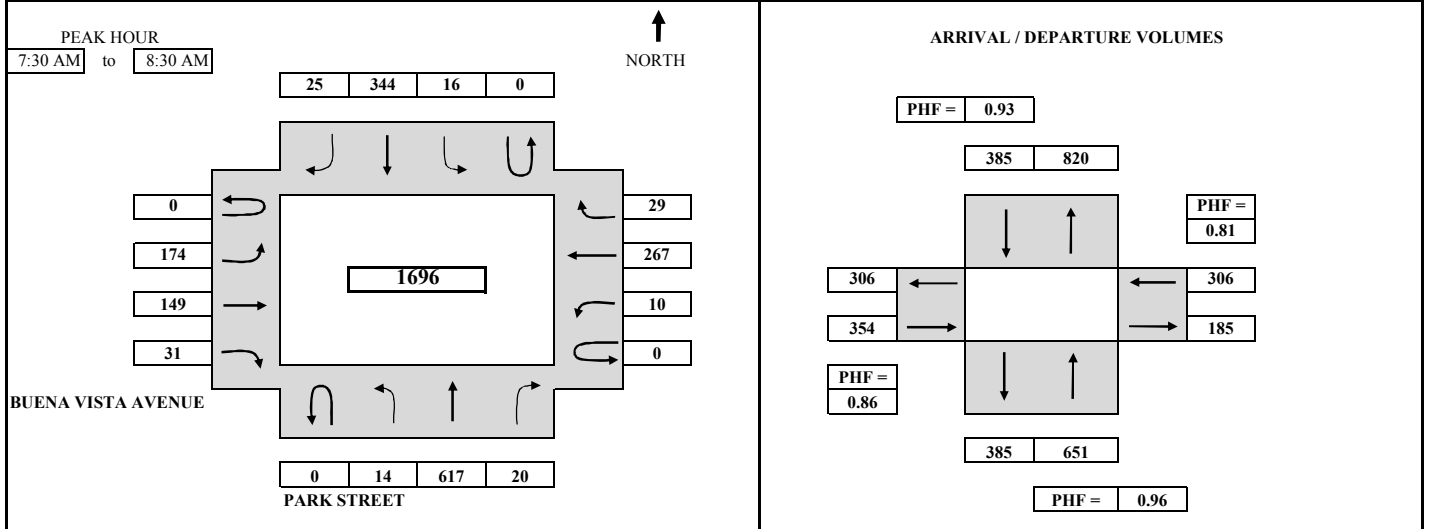 PEAK HOUR
7:30 AM to 8:30 AM
NORTH
25 344 16 0
0
174
149
31
1696
29
267
10
0
BUENA VISTA AVENUE
0 14 617 20
PARK STREET
ARRIVAL / DEPARTURE VOLUMES
PHF = 0.93
385 820
PHF =
0.81
306 306
354 185
PHF =
0.86
385 651
PHF = 0.96